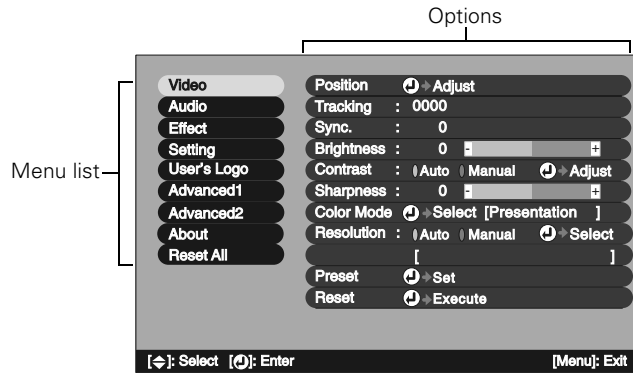 Options
Menu list
Video
Audio
Effect
Setting
User's Logo
Advanced1
Advanced2
About
Reset All
Position Adjust
Tracking : 0000
Sync. : 0
Brightness : 0 - +
Contrast : Auto Manual Adjust
Sharpness : 0 - +
Color Mode Select [Presentation ]
Resolution : Auto Manual Select
[ ]
Preset Set
Reset Execute
[ ]: Select [ ]: Enter [Menu]: Exit